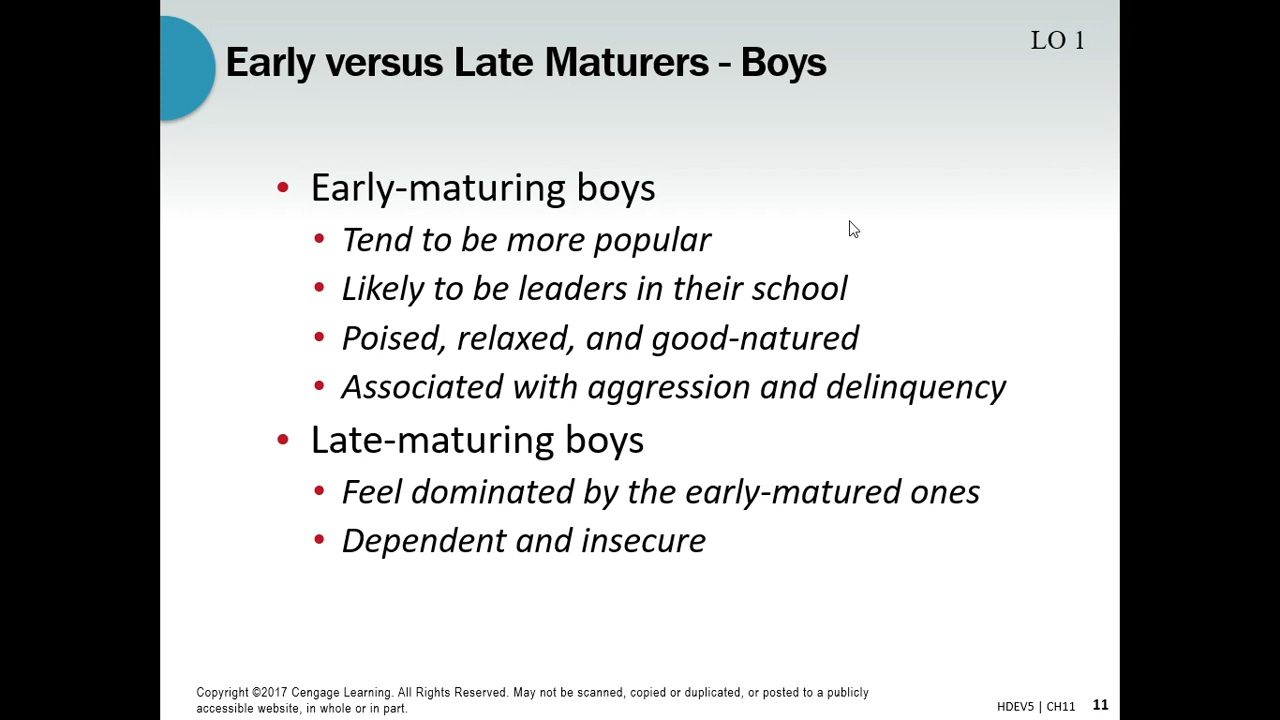 LO 1
Early versus Late Maturers - Boys
• Early-maturing boys
• Tend to be more popular
• Likely to be leaders in their school
• Poised, relaxed, and good-natured
• Associated with aggression and delinquency
• Late-maturing boys
• Feel dominated by the early-matured ones
• Dependent and insecure
Copyright ©2017 Cengage Learning. All Rights Reserved. May not be scanned, copied or duplicated, or posted to a publicly
accessible website, in whole or in part.
HDEV5 | CH11 11